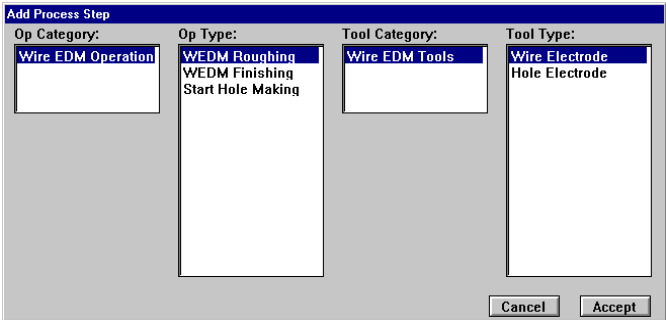 Add Process Step
Op Category:
Wire EDM Operation
Op Type:
WEDM Roughing
WEDM Finishing
Start Hole Making
Tool Category:
Wire EDM Tools
Tool Type:
Wire Electrode
Hole Electrode
Cancel
Accept